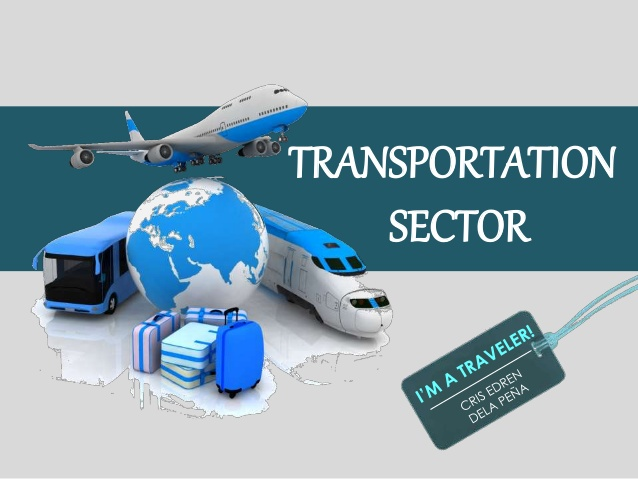 TRANSPORTATION
SECTOR
I'M A TRAVELER!
CRIS EDREN
DELA PEÑA